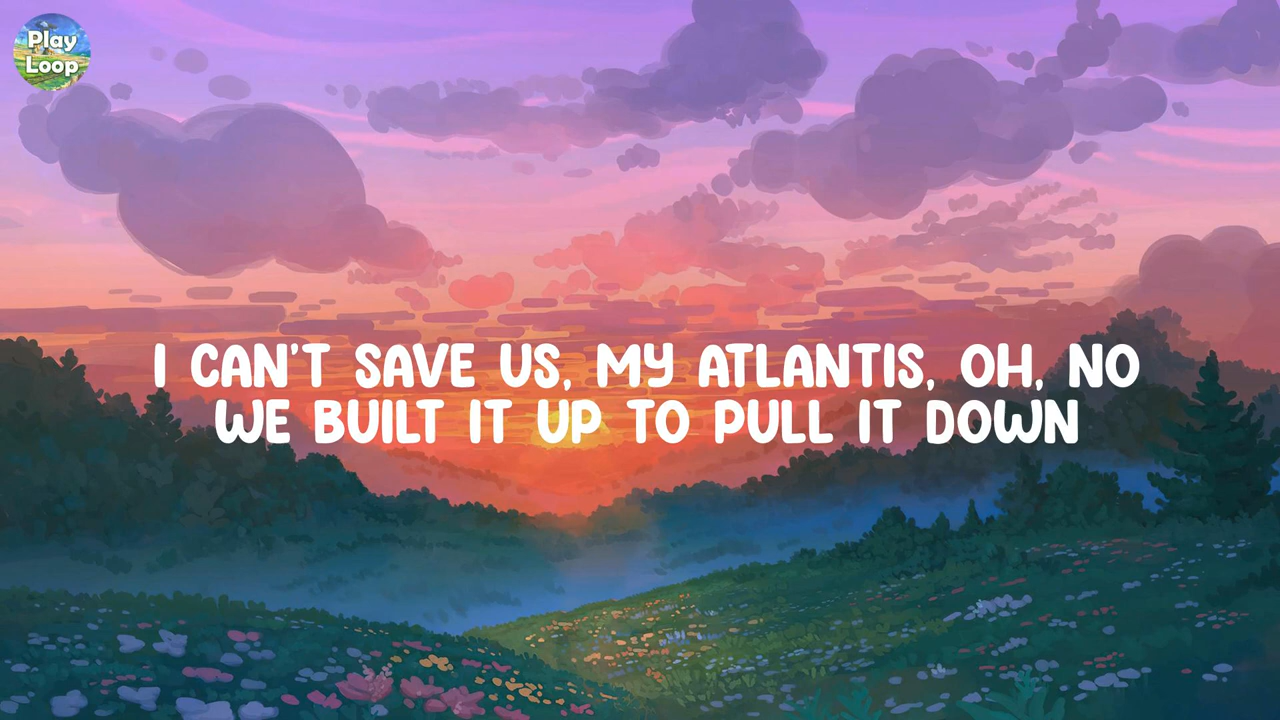 Play
Loop
I CAN'T SAVE US, MY ATLANTIS, OH, NO
WE BUILT IT UP TO PULL IT DOWN